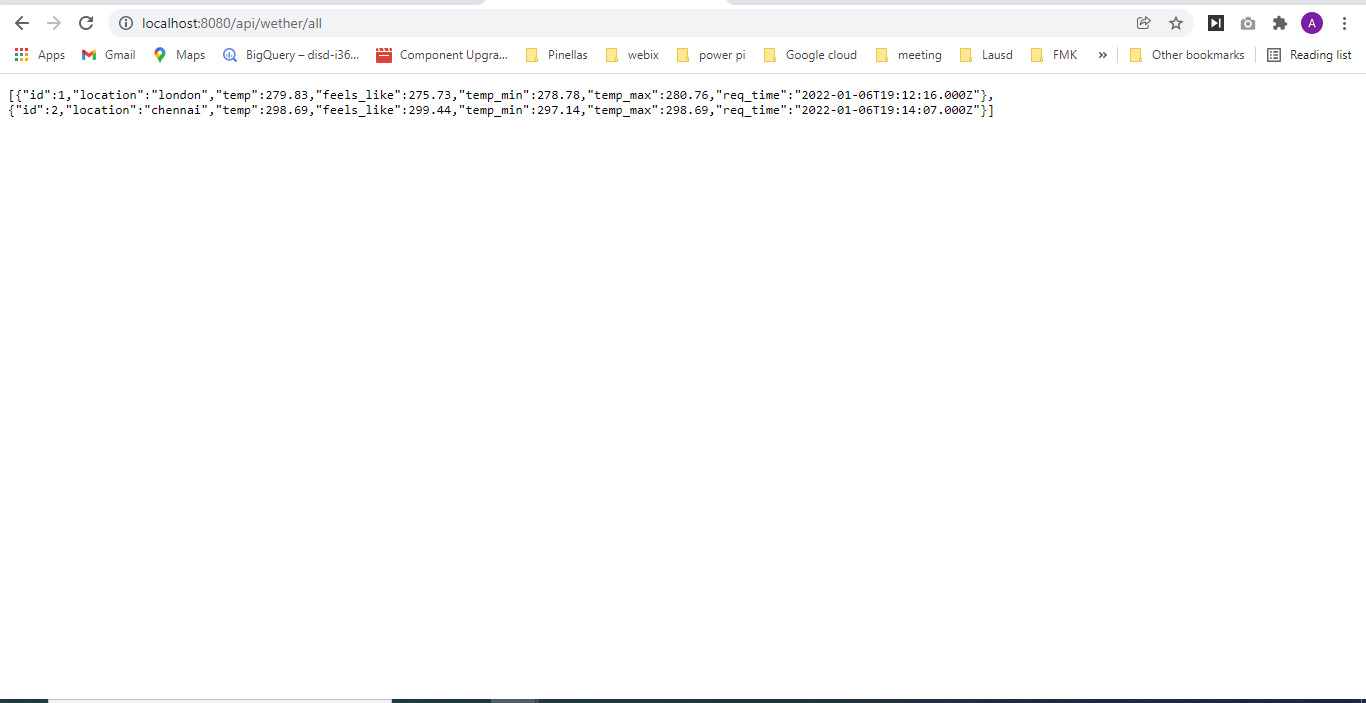 localhost:8080/api/wether/all
A
Apps Gmail Maps BigQuery – disd-i36... Component Upgra... Pinellas webix power pi Google cloud meeting Lausd FMK » Other bookmarks Reading list
[{"id":1,"location":"london","temp":279.83,"feels_like":275.73,"temp_min":278.78,"temp_max":280.76,"req_time":"2022-01-06T19:12:16.000Z"},
{"id":2,"location":"chennai","temp":298.69,"feels_like":299.44,"temp_min":297.14,"temp_max":298.69,"req_time":"2022-01-06T19:14:07.000Z"}]